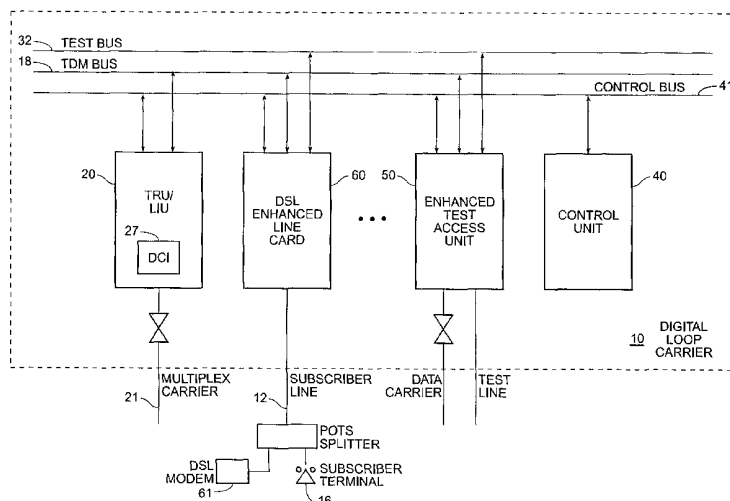 32
TEST BUS
18
TDM BUS
CONTROL BUS
41
20
TRU/
LIU
27
DCI
60
DSL
ENHANCED
LINE
CARD
50
ENHANCED
TEST
ACCESS
UNIT
40
CONTROL
UNIT
10
DIGITAL
LOOP
CARRIER
MULTIPLEX
CARRIER
21
SUBSCRIBER
LINE
12
DATA
CARRIER
TEST
LINE
POTS
SPLITTER
DSL
MODEM
61
SUBSCRIBER
TERMINAL
16